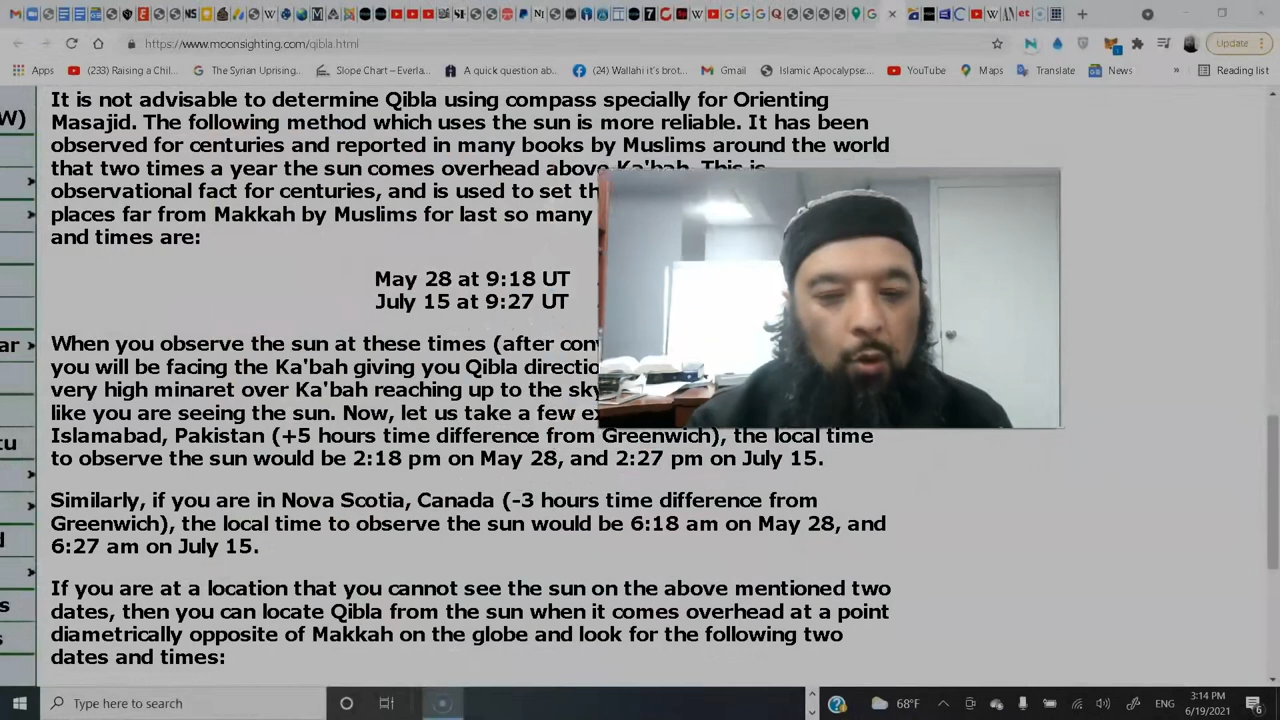 https://www.moonsighting.com/qibla.html
Update
Apps
(233) Raising a Chil...
The Syrian Uprising...
Slope Chart – Everla...
A quick question ab...
(24) Wallahi it's brot...
Gmail
Islamic Apocalypse:...
YouTube
Maps
Translate
News
»
Reading list
W)
ar
tu
d
s
s
It is not advisable to determine Qibla using compass specially for Orienting
Masajid. The following method which uses the sun is more reliable. It has been
observed for centuries and reported in many books by Muslims around the world
that two times a year the sun comes overhead above Ka'bah. This is
observational fact for centuries, and is used to set th
places far from Makkah by Muslims for last so many
and times are:
May 28 at 9:18 UT
July 15 at 9:27 UT
When you observe the sun at these times (after con
you will be facing the Ka'bah giving you Qibla directio
very high minaret over Ka'bah reaching up to the sky
like you are seeing the sun. Now, let us take a few ex
Islamabad, Pakistan (+5 hours time difference from Greenwich), the local time
to observe the sun would be 2:18 pm on May 28, and 2:27 pm on July 15.
Similarly, if you are in Nova Scotia, Canada (-3 hours time difference from
Greenwich), the local time to observe the sun would be 6:18 am on May 28, and
6:27 am on July 15.
If you are at a location that you cannot see the sun on the above mentioned two
dates, then you can locate Qibla from the sun when it comes overhead at a point
diametrically opposite of Makkah on the globe and look for the following two
dates and times:
Type here to search
68°F
ENG
3:14 PM
6/19/2021
6